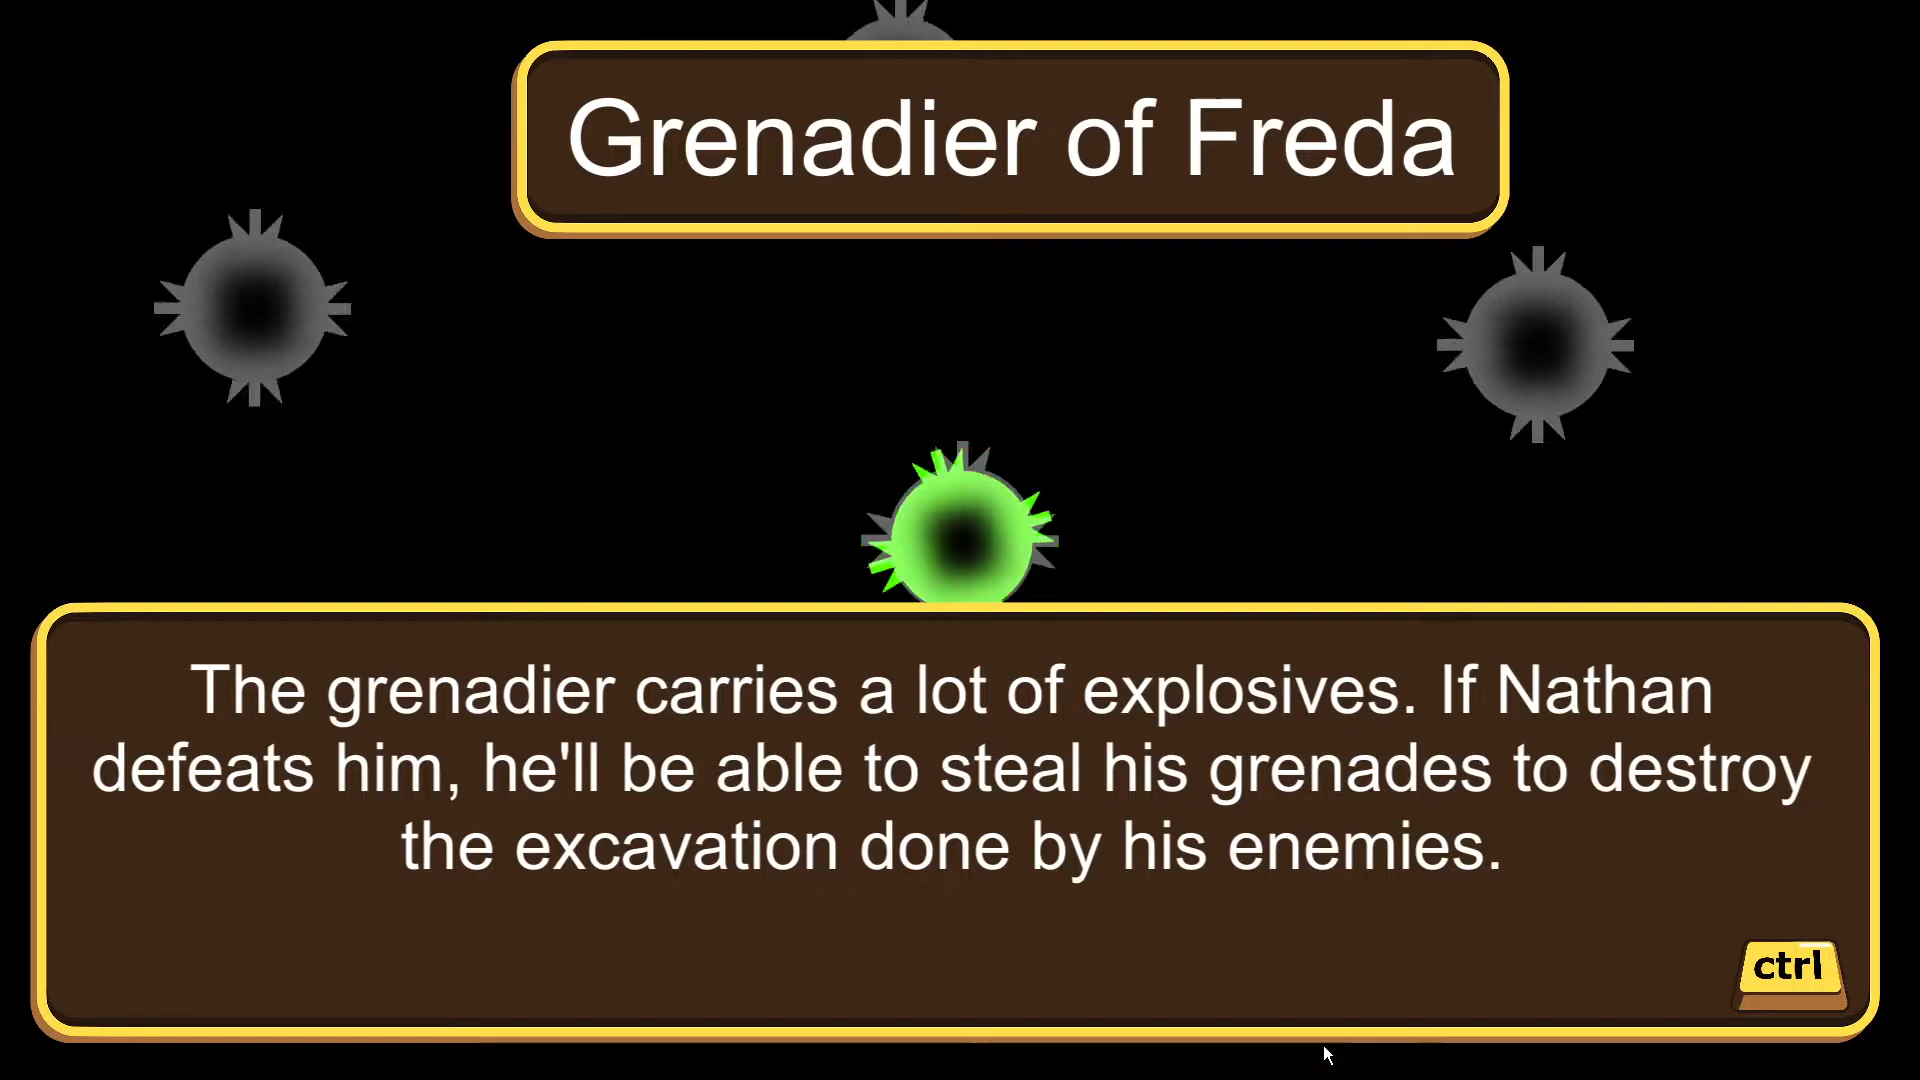 Grenadier of Freda
The grenadier carries a lot of explosives. If Nathan
defeats him, he'll be able to steal his grenades to destroy
the excavation done by his enemies.
ctrl